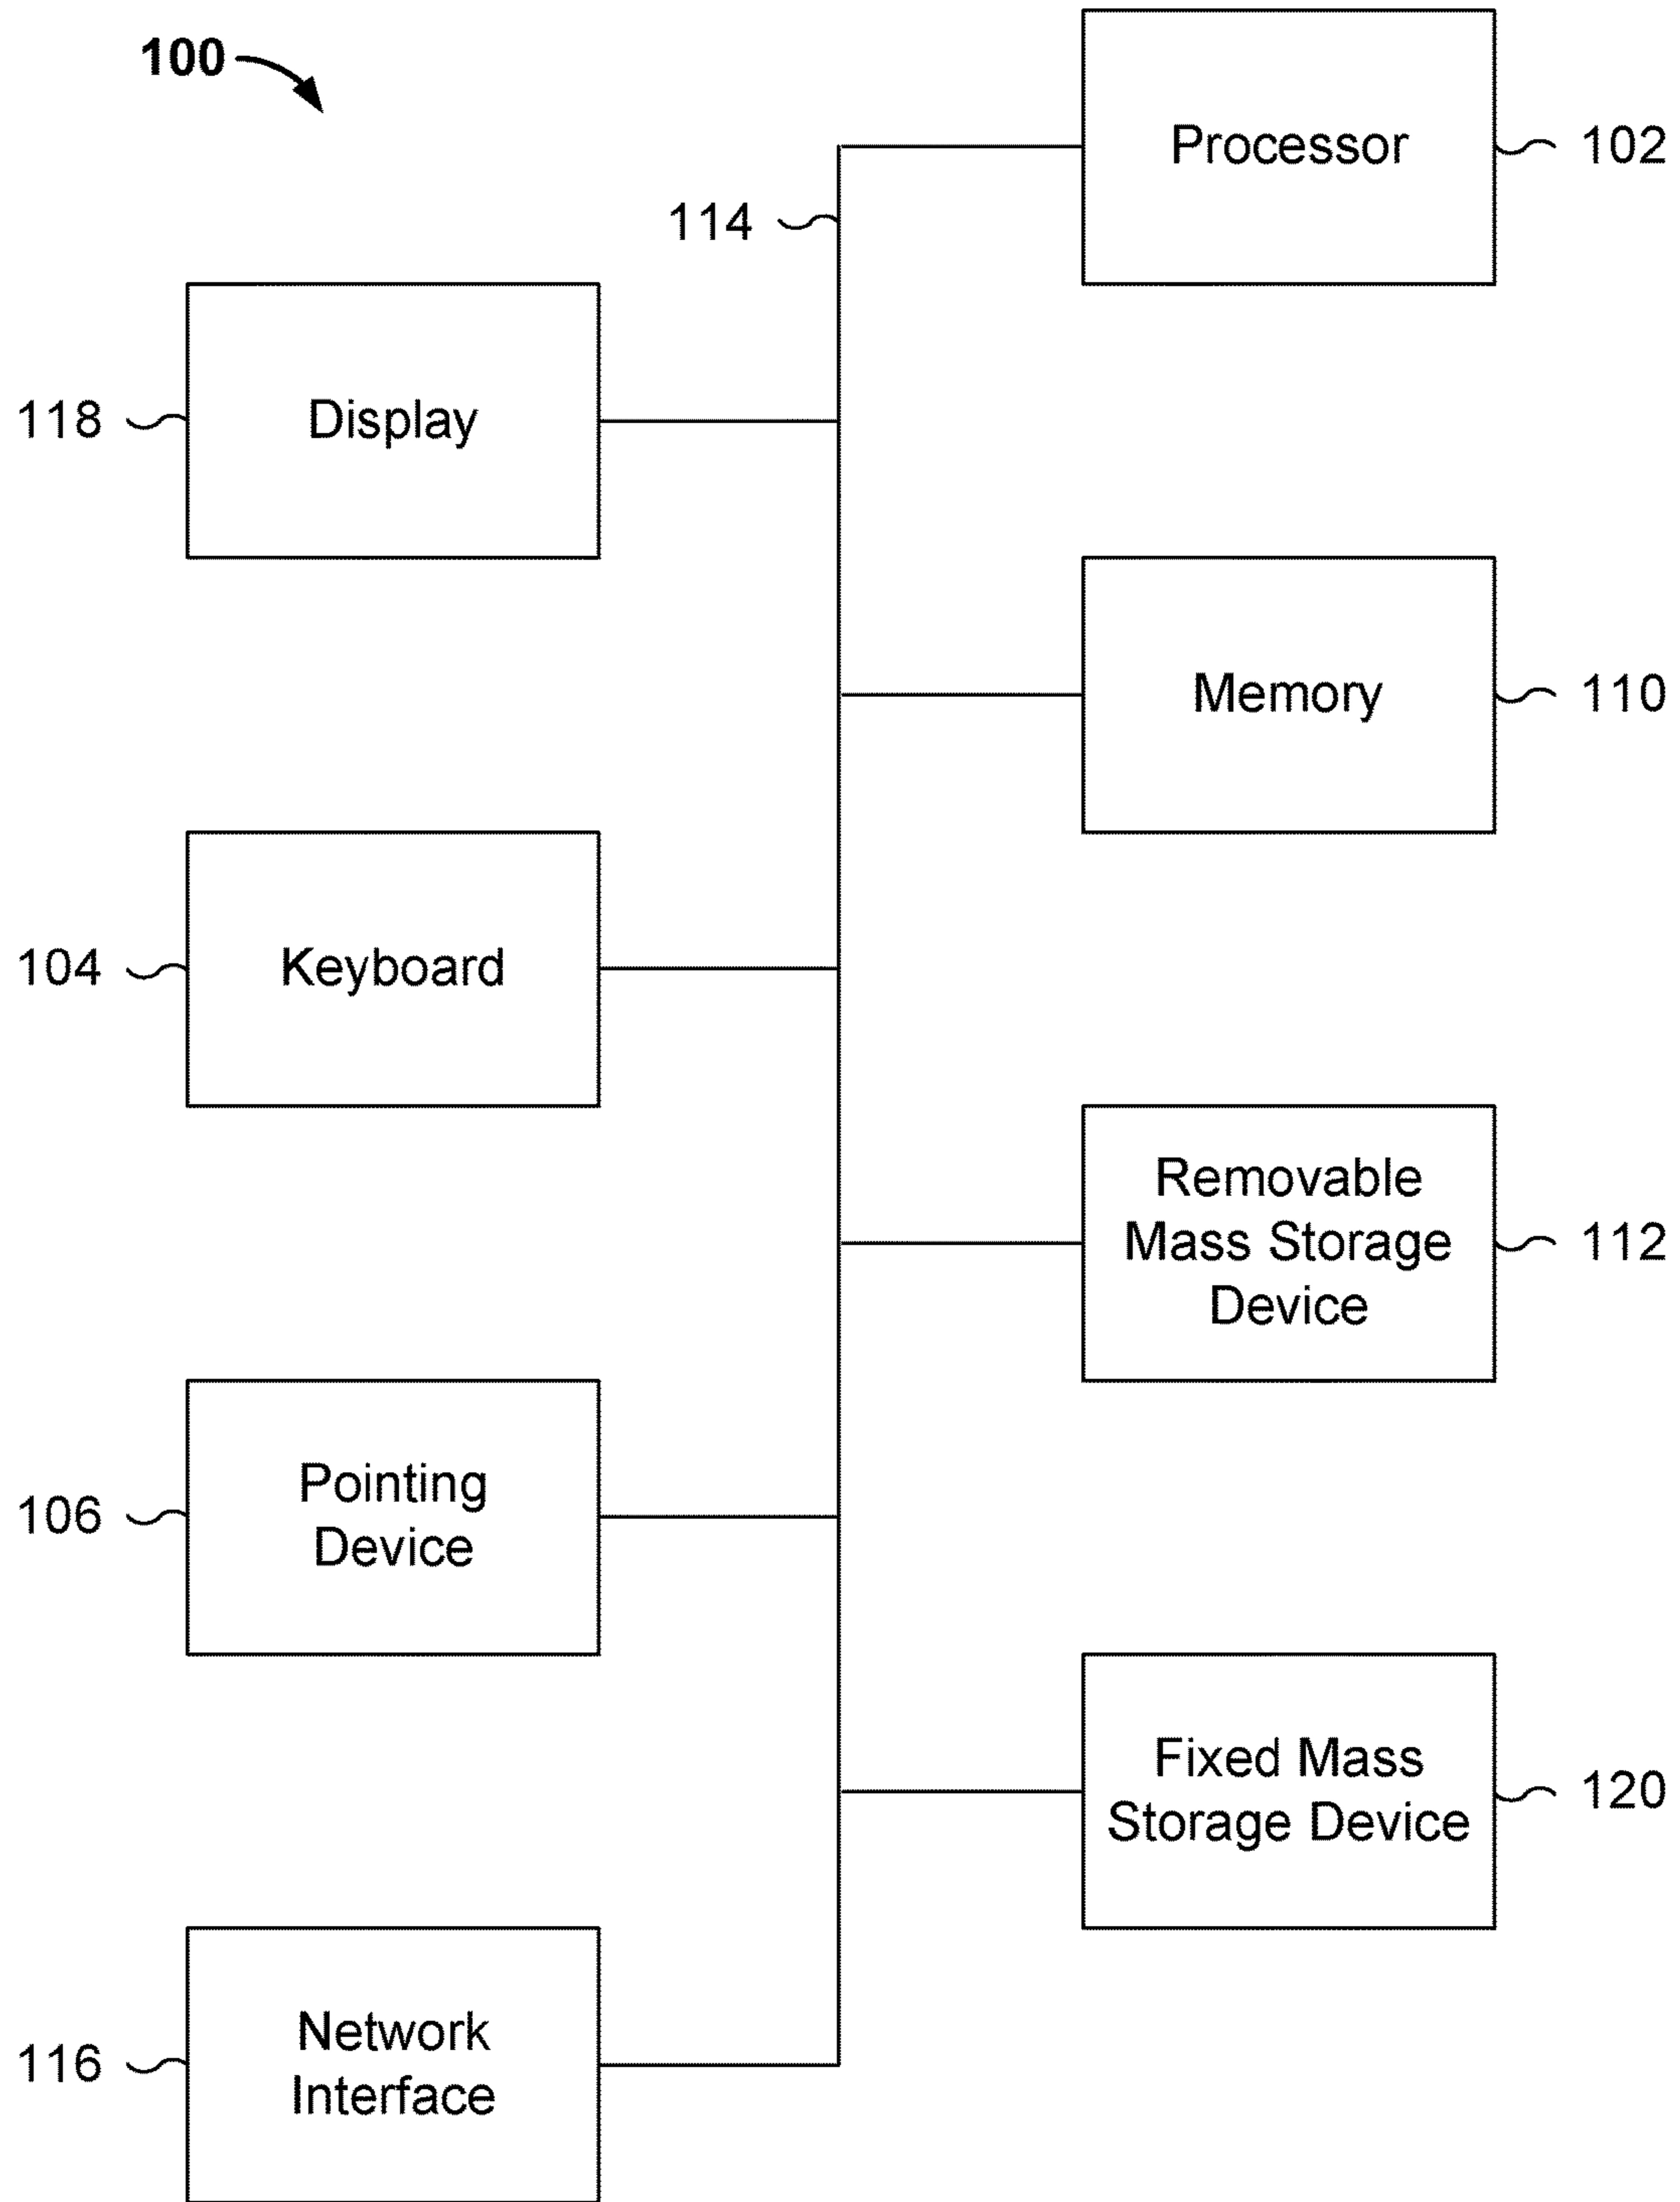 100
Processor
102
114
118
Display
Memory
110
104
Keyboard
Removable
Mass Storage
Device
112
106
Pointing
Device
Fixed Mass
Storage Device
120
116
Network
Interface